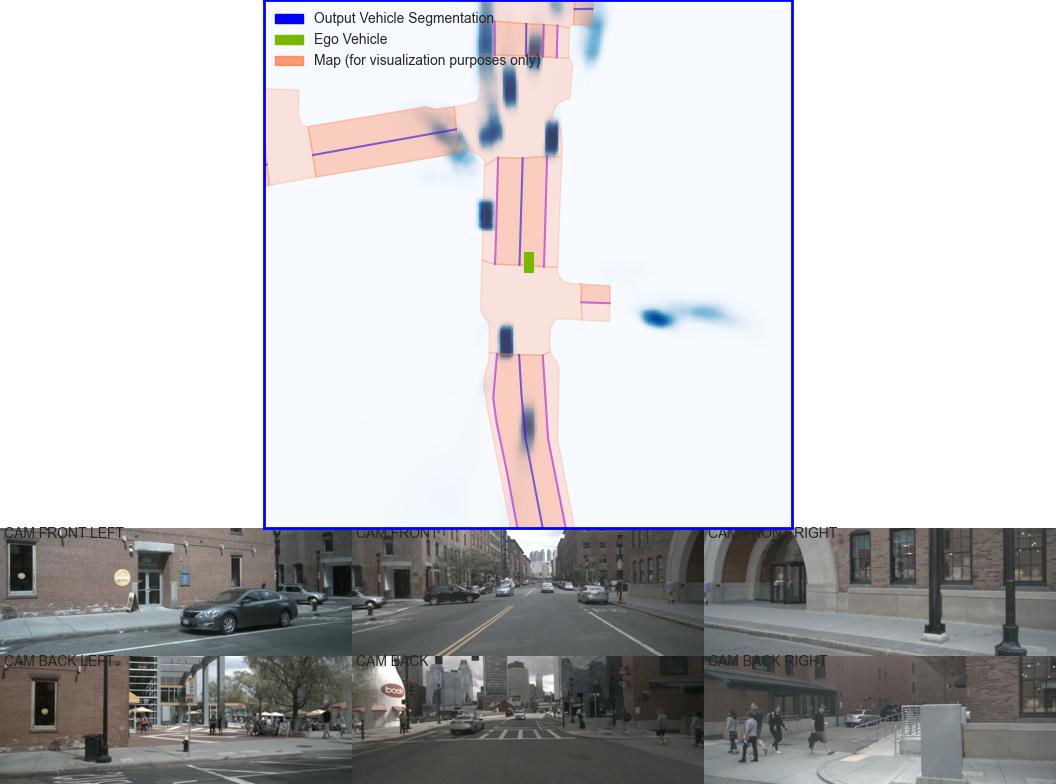 Output Vehicle Segmentation
Ego Vehicle
Map (for visualization purposes only)
CAM FRONT LEFT
CAM FRONT
CAM FRONT RIGHT
CAM BACK LEFT
CAM BACK
CAM BACK RIGHT